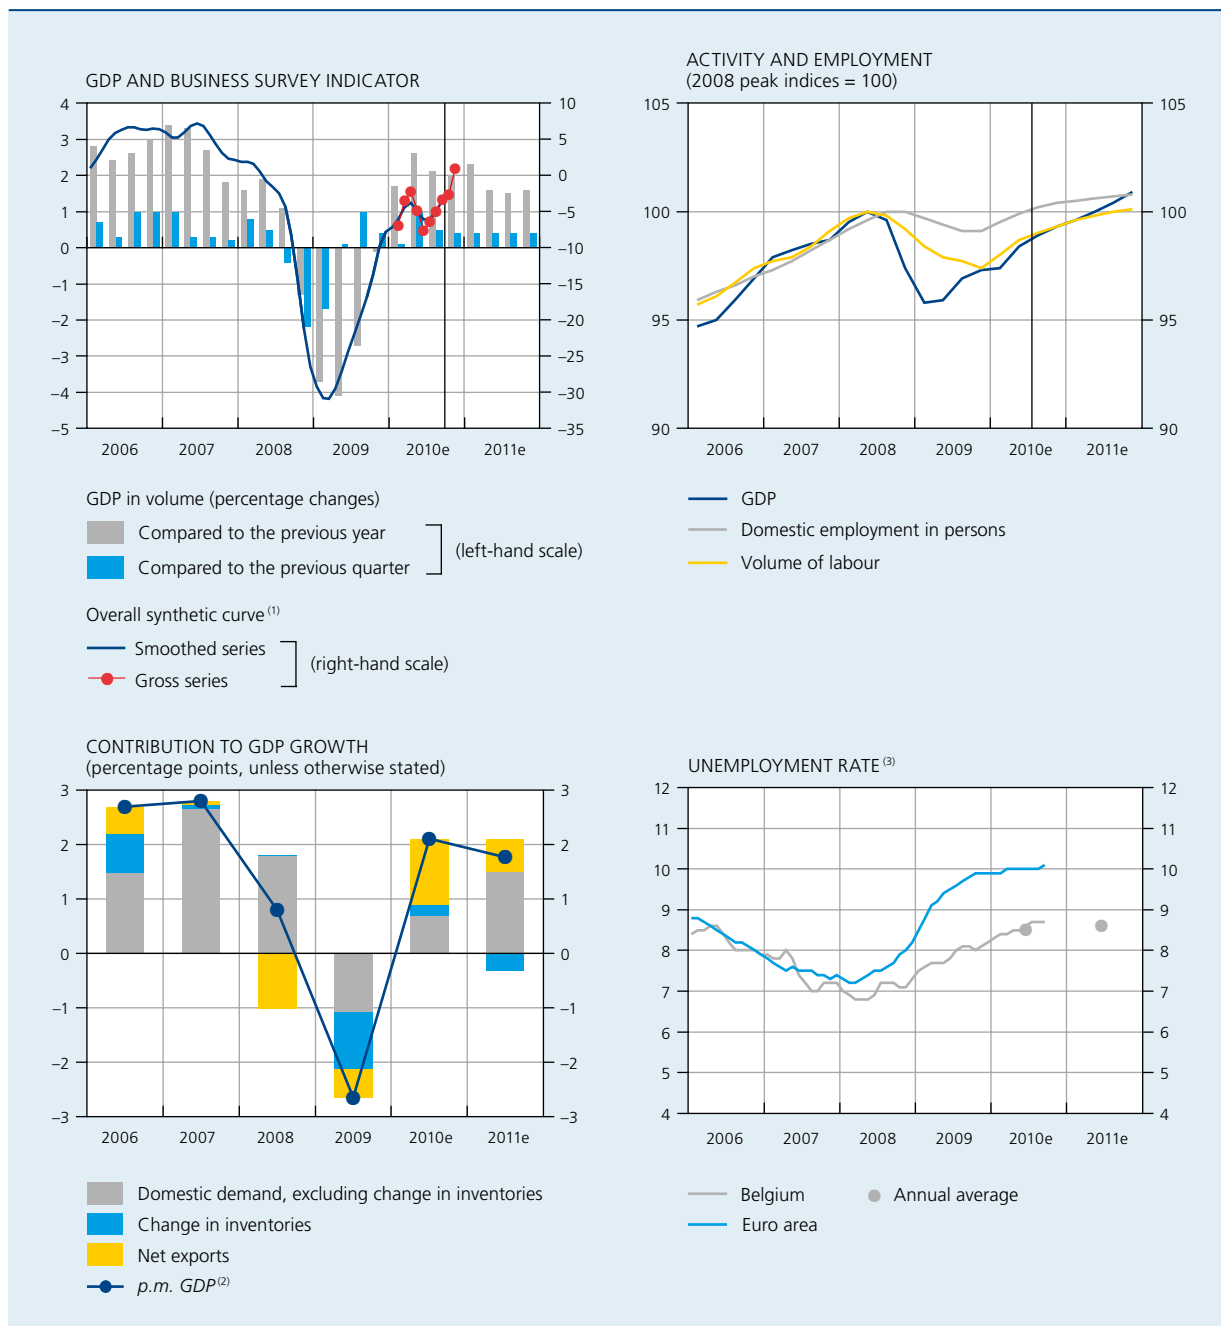 GDP AND BUSINESS SURVEY INDICATOR
4
3
2
1
0
–1
–2
–3
–4
–5
10
5
0
–5
–10
–15
–20
–25
–30
–35
2006 2007 2008 2009 2010e 2011e
GDP in volume (percentage changes)
Compared to the previous year
Compared to the previous quarter
(left-hand scale)
Overall synthetic curve (1)
Smoothed series
Gross series
(right-hand scale)
ACTIVITY AND EMPLOYMENT
(2008 peak indices = 100)
105
100
95
90
105
100
95
90
2006 2007 2008 2009 2010e 2011e
GDP
Domestic employment in persons
Volume of labour
CONTRIBUTION TO GDP GROWTH
(percentage points, unless otherwise stated)
3
2
1
0
–1
–2
–3
3
2
1
0
–1
–2
–3
2006 2007 2008 2009 2010e 2011e
Domestic demand, excluding change in inventories
Change in inventories
Net exports
p.m. GDP (2)
UNEMPLOYMENT RATE (3)
12
11
10
9
8
7
6
5
4
12
11
10
9
8
7
6
5
4
2006 2007 2008 2009 2010e 2011e
Belgium Annual average
Euro area